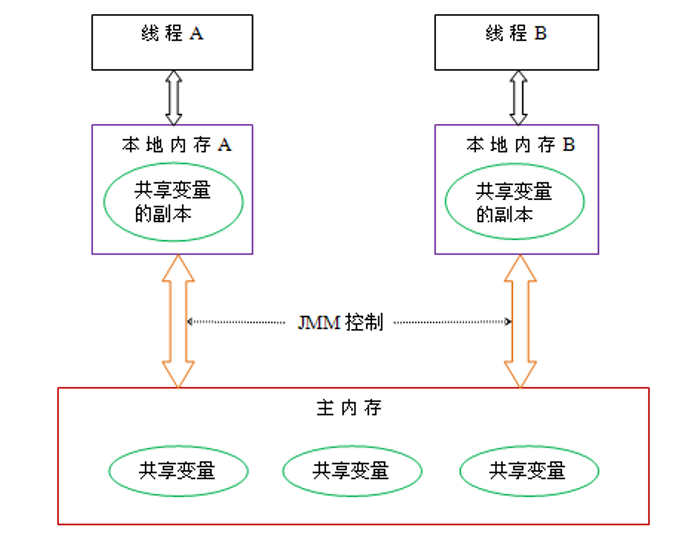 线程 A
线程 B
本地内存 A
本地内存 B
共享变量
的副本
共享变量
的副本
JMM 控制
主内存
共享变量
共享变量
共享变量